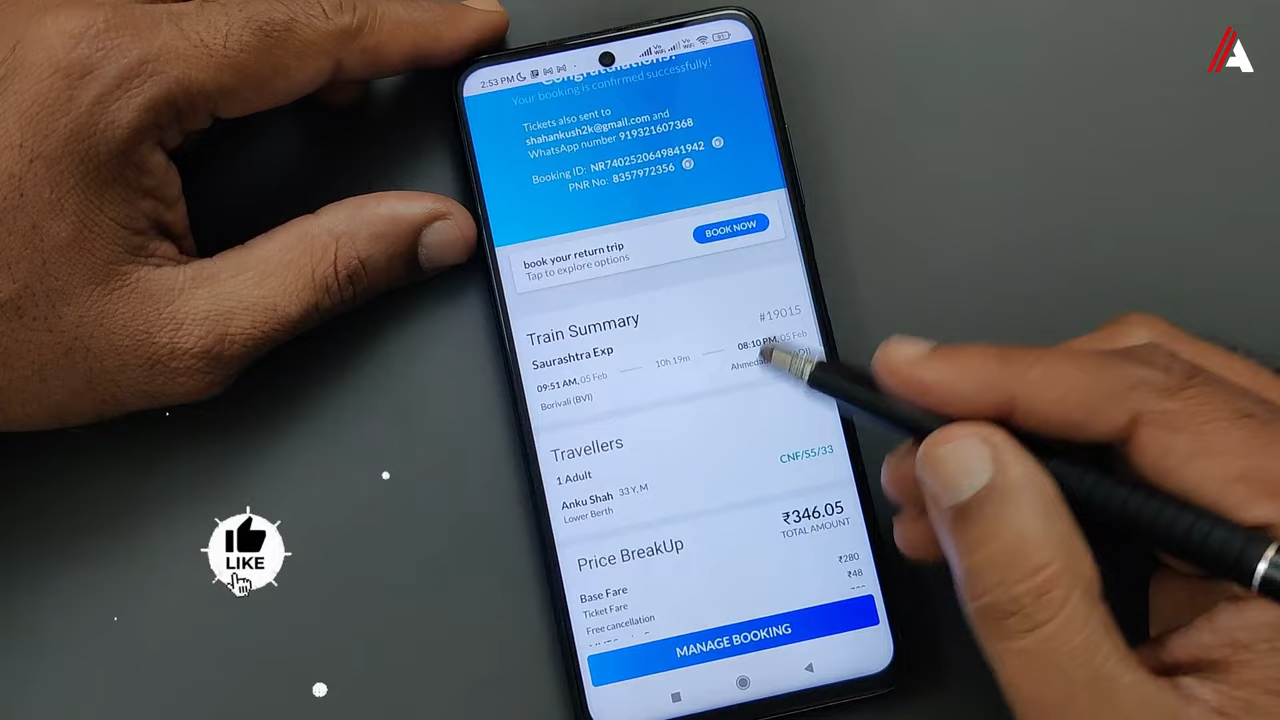 2:53 PM
Congratulations!
Your booking is confirmed successfully!
Tickets also sent to
shahankush2k@gmail.com and
WhatsApp number 919321607368
Booking ID: NR7402520649841942
PNR No: 8357972356
book your return trip
Tap to explore options
BOOK NOW
Train Summary
#19015
Saurashtra Exp
09:51 AM, 05 Feb
10h 19m
08:10 PM, 05 Feb
Borivali (BVI)
Travellers
1 Adult
CNF/S5/33
Anku Shah 33 Y, M
Lower Berth
Price BreakUp
₹346.05
TOTAL AMOUNT
Base Fare
₹280
Ticket Fare
₹48
Free cancellation
MANAGE BOOKING
LIKE
A